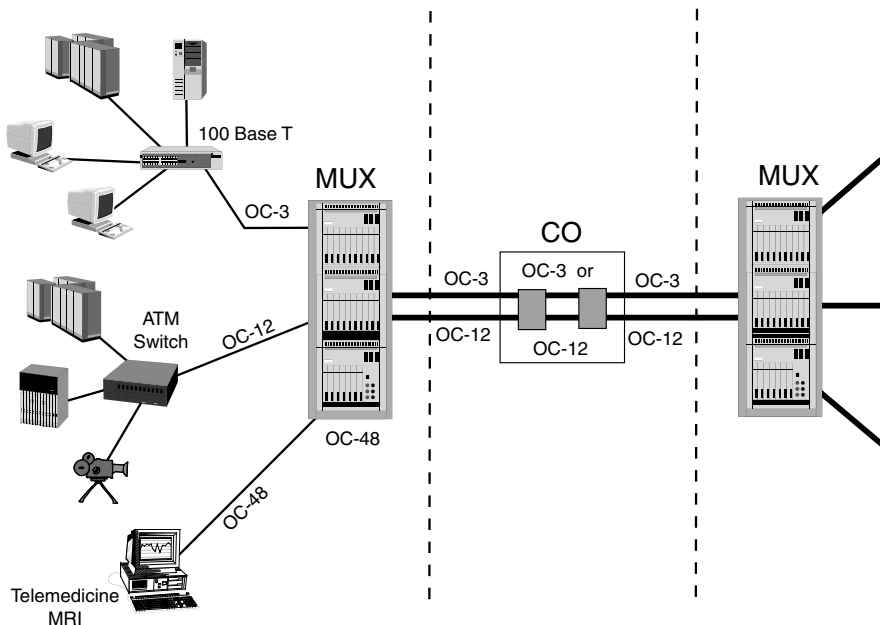 100 Base T
OC-3
MUX
MUX
CO
OC-3
OC-3 or
OC-3
ATM
Switch
OC-12
OC-12
OC-12
OC-12
OC-48
OC-48
Telemedicine
MRI